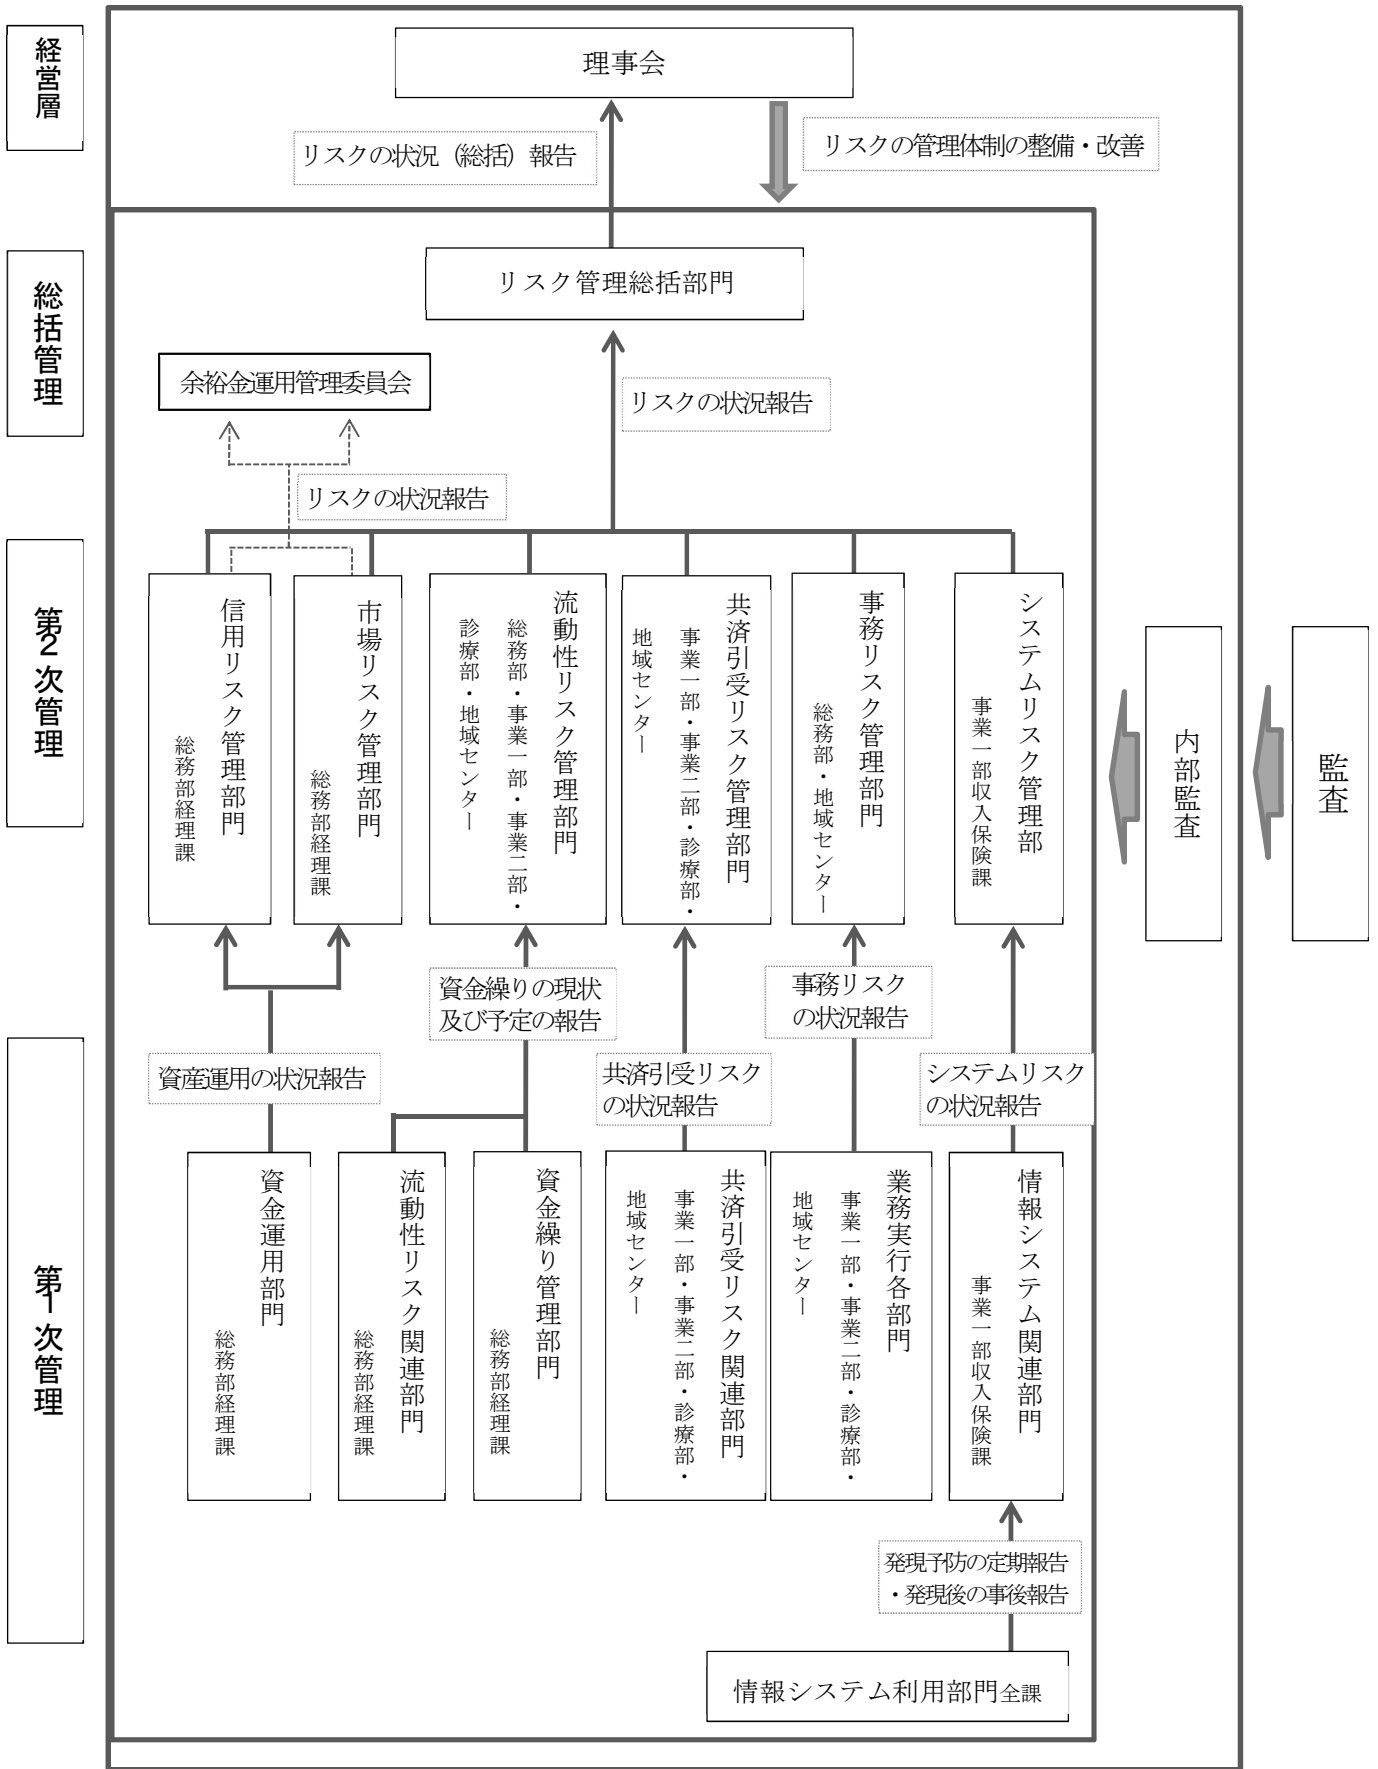 経営層
理事会
リスクの状況（総括）報告
リスクの管理体制の整備・改善
総括管理
リスク管理総括部門
余裕金運用管理委員会
リスクの状況報告
リスクの状況報告
第2次管理
信用リスク管理部門
総務部経理課
市場リスク管理部門
総務部経理課
流動性リスク管理部門
総務部・事業一部・事業二部・
診療部・地域センター
共済引受リスク管理部門
事業一部・事業二部・診療部・
地域センター
事務リスク管理部門
総務部・地域センター
システムリスク管理部
事業一部収入保険課
内部監査
監査
資金繰りの現状
及び予定の報告
事務リスク
の状況報告
資産運用の状況報告
共済引受リスク
の状況報告
システムリスク
の状況報告
第1次管理
資金運用部門
総務部経理課
流動性リスク関連部門
総務部経理課
資金繰り管理部門
総務部経理課
共済引受リスク関連部門
事業一部・事業二部・診療部・
地域センター
業務実行各部門
事業一部・事業二部・診療部・
地域センター
情報システム関連部門
事業一部収入保険課
発現予防の定期報告
・発現後の事後報告
情報システム利用部門全課